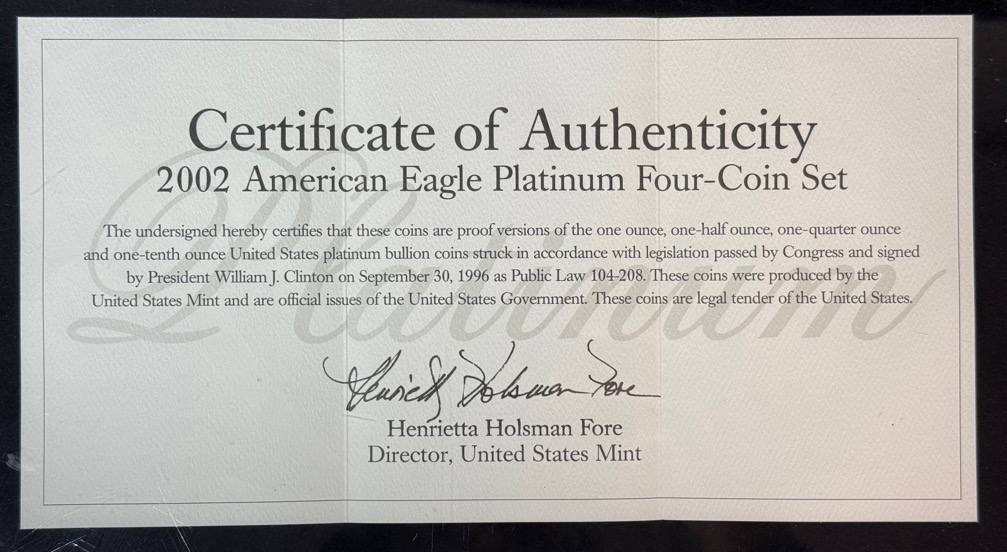 Certificate of Authenticity
2002 American Eagle Platinum Four-Coin Set
The undersigned hereby certifies that these coins are proof versions of the one ounce, one-half ounce, one-quarter ounce
and one-tenth ounce United States platinum bullion coins struck in accordance with legislation passed by Congress and signed
by President William J. Clinton on September 30, 1996 as Public Law 104-208. These coins were produced by the
United States Mint and are official issues of the United States Government. These coins are legal tender of the United States.
Platinum
Henrietta Holsman Fore
Henrietta Holsman Fore
Director, United States Mint